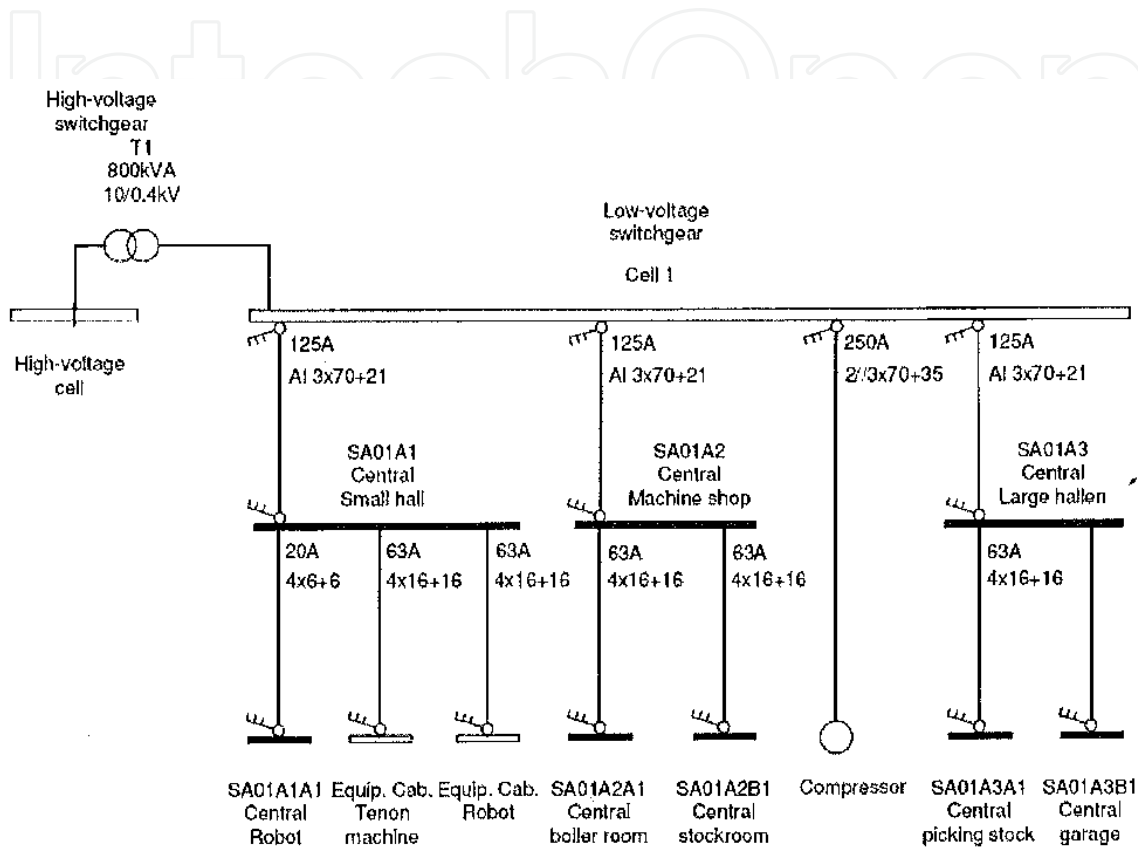 IntechOpen
High-voltage
switchgear
T1
800kVA
10/0.4kV
Low-voltage
switchgear
Cell 1
High-voltage
cell
125A
Al 3x70+21
125A
Al 3x70+21
250A
2//3x70+35
125A
Al 3x70+21
SA01A1
Central
Small hall
SA01A2
Central
Machine shop
SA01A3
Central
Large hallen
20A
4x6+6
63A
4x16+16
63A
4x16+16
63A
4x16+16
63A
4x16+16
63A
4x16+16
SA01A1A1
Central
Robot
Equip. Cab.
Tenon
machine
Equip. Cab.
Robot
SA01A2A1
Central
boiler room
SA01A2B1
Central
stockroom
Compressor
SA01A3A1
Central
picking stock
SA01A3B1
Central
garage